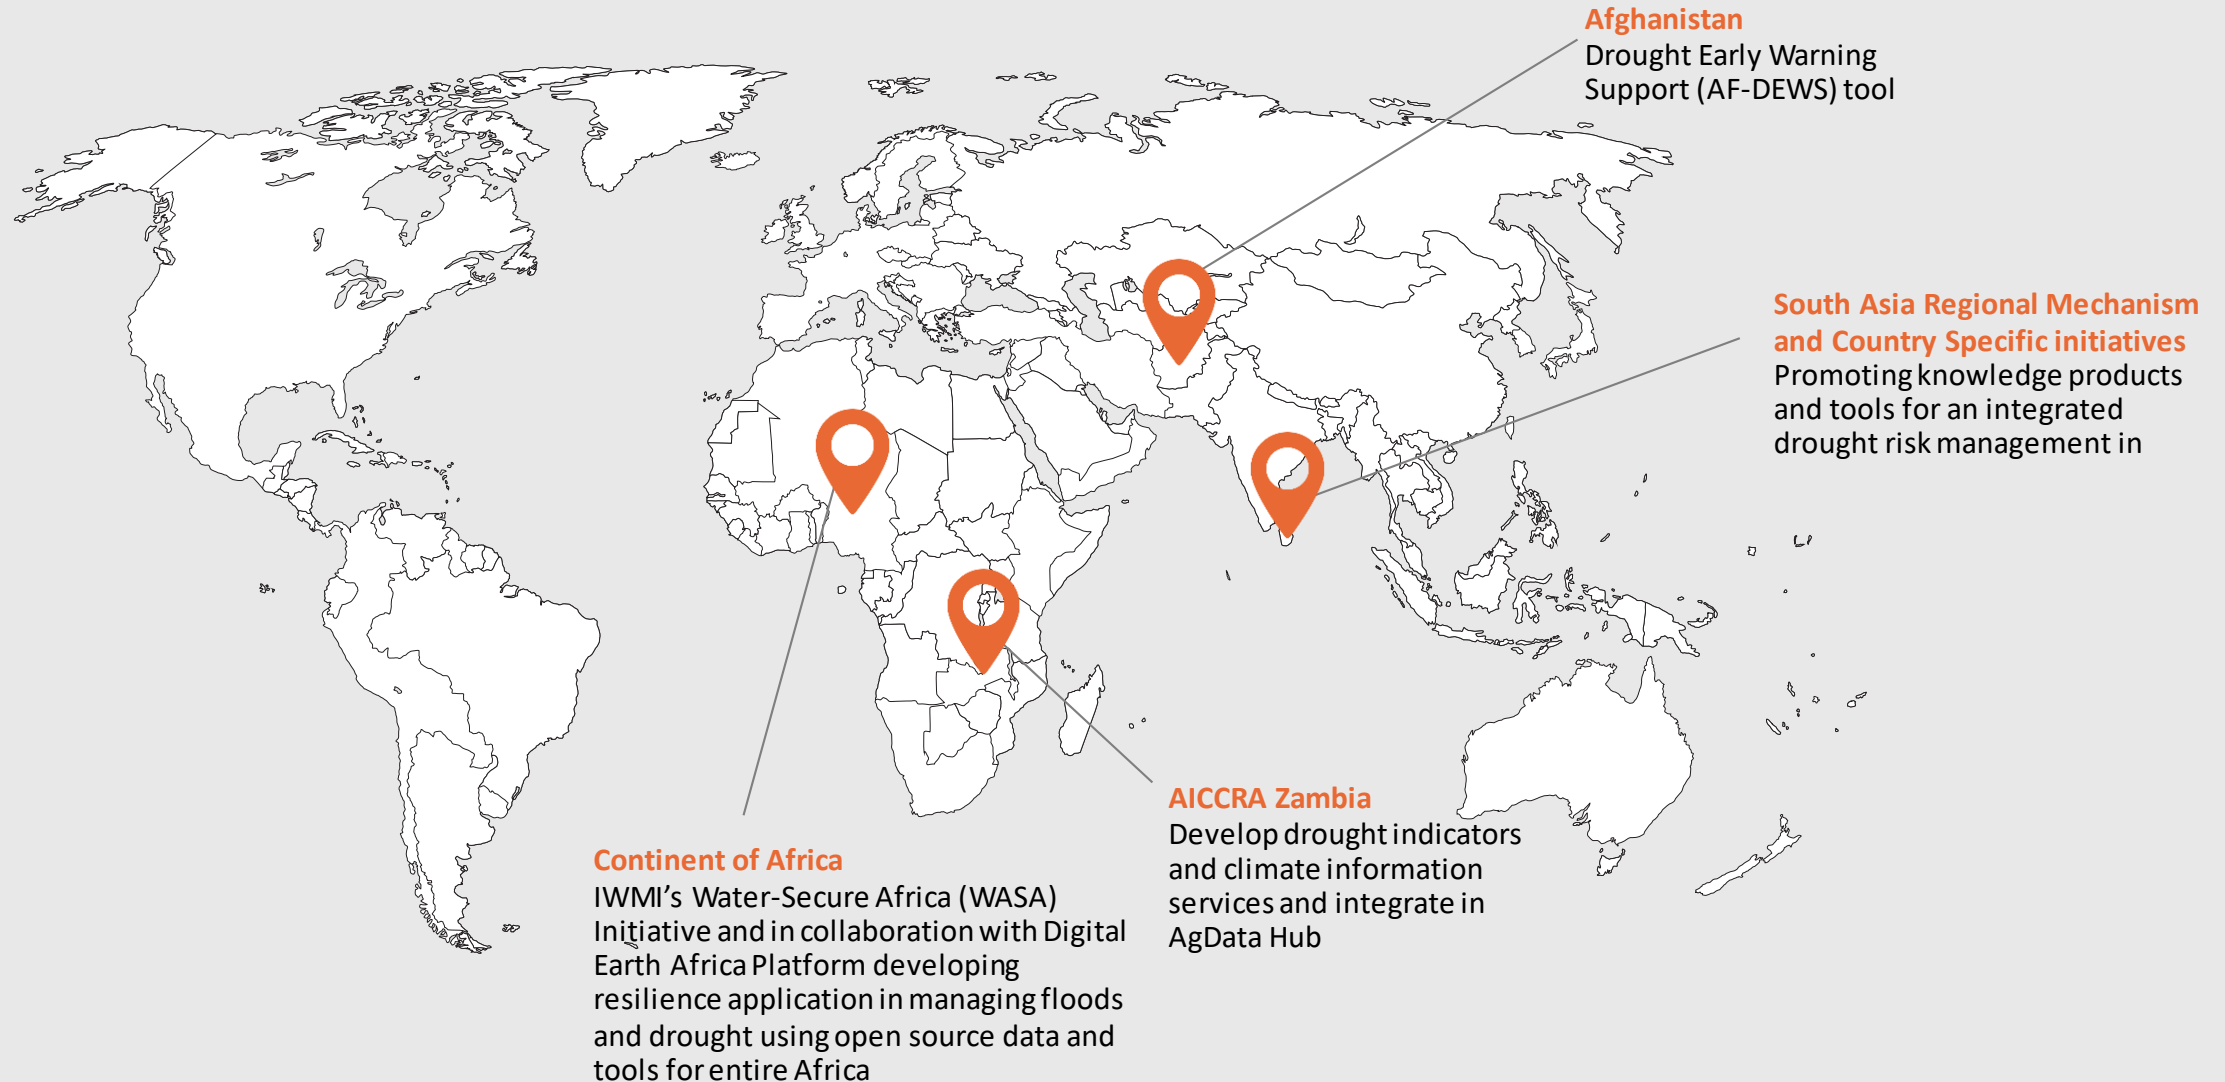 Afghanistan
Drought Early Warning
Support (AF-DEWS) tool
South Asia Regional Mechanism
and Country Specific initiatives
Promoting knowledge products
and tools for an integrated
drought risk management in
AICCRA Zambia
Develop drought indicators
and climate information
services and integrate in
AgData Hub
Continent of Africa
IWMI's Water-Secure Africa (WASA)
Initiative and in collaboration with Digital
Earth Africa Platform developing
resilience application in managing floods
and drought using open source data and
tools for entire Africa